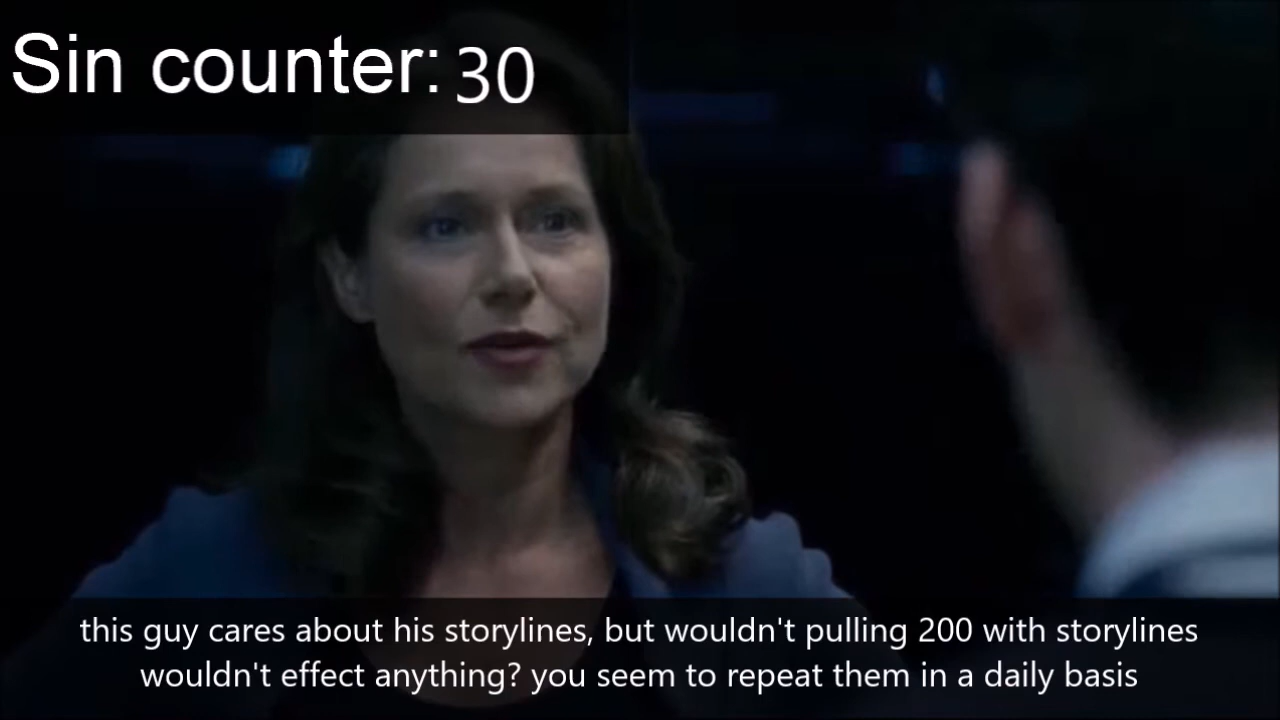 Sin counter: 30
this guy cares about his storylines, but wouldn't pulling 200 with storylines
wouldn't effect anything? you seem to repeat them in a daily basis